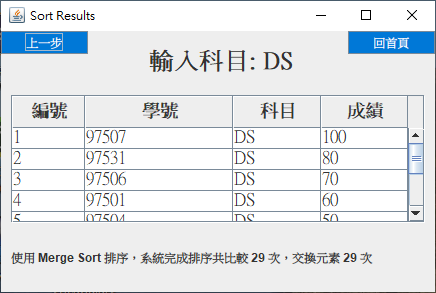 Sort Results
上一步
回首頁
輸入科目: DS
編號 學號 科目 成績
1 97507 DS 100
2 97531 DS 80
3 97506 DS 70
4 97501 DS 60
5 97504 DS 50
使用 Merge Sort 排序，系統完成排序共比較 29 次，交換元素 29 次